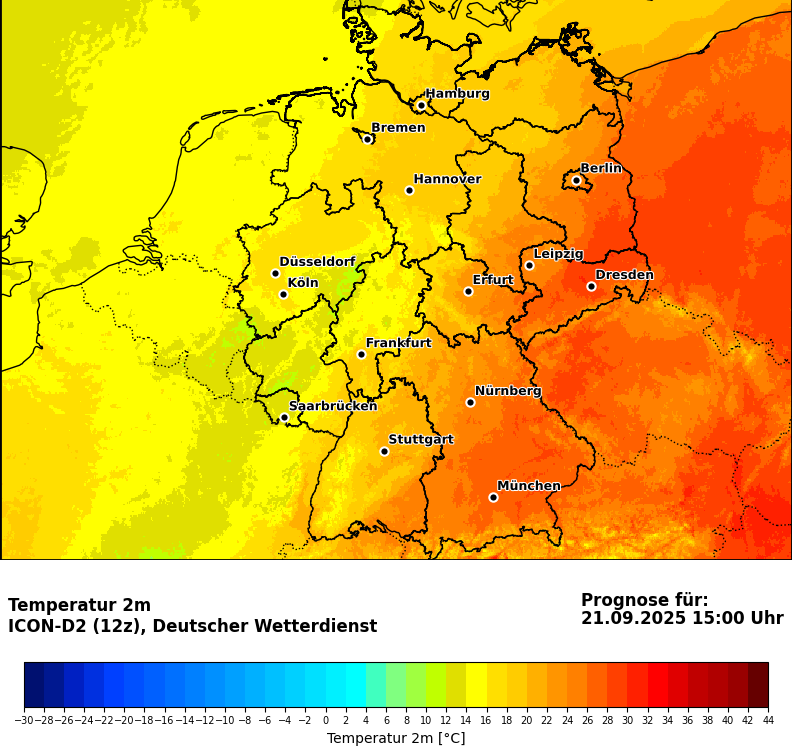 Hamburg
Bremen
Berlin
Hannover
Leipzig
Düsseldorf
Dresden
Köln
Erfurt
Frankfurt
Nürnberg
Saarbrücken
Stuttgart
München
Temperatur 2m
ICON-D2 (12z), Deutscher Wetterdienst
Prognose für:
21.09.2025 15:00 Uhr
−30 −28 −26 −24 −22 −20 −18 −16 −14 −12 −10 −8 −6 −4 −2 0 2 4 6 8 10 12 14 16 18 20 22 24 26 28 30 32 34 36 38 40 42 44
Temperatur 2m [°C]